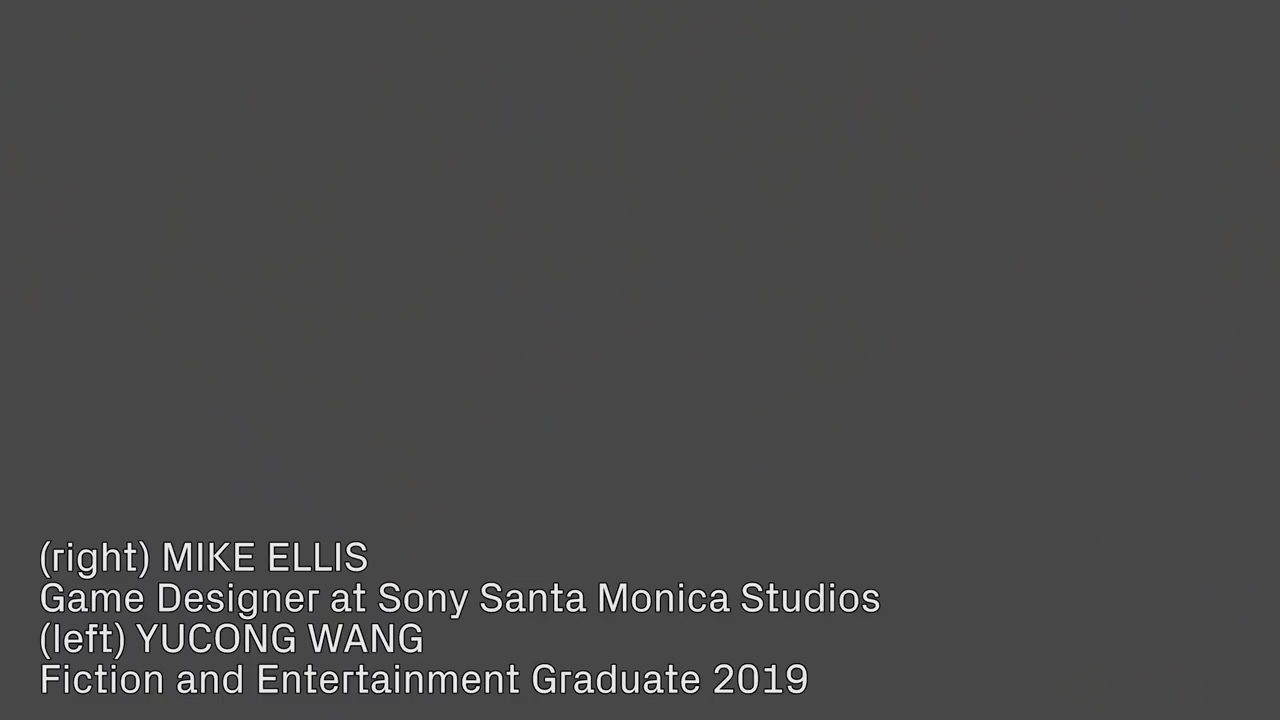 (right) MIKE ELLIS
Game Designer at Sony Santa Monica Studios
(left) YUCONG WANG
Fiction and Entertainment Graduate 2019